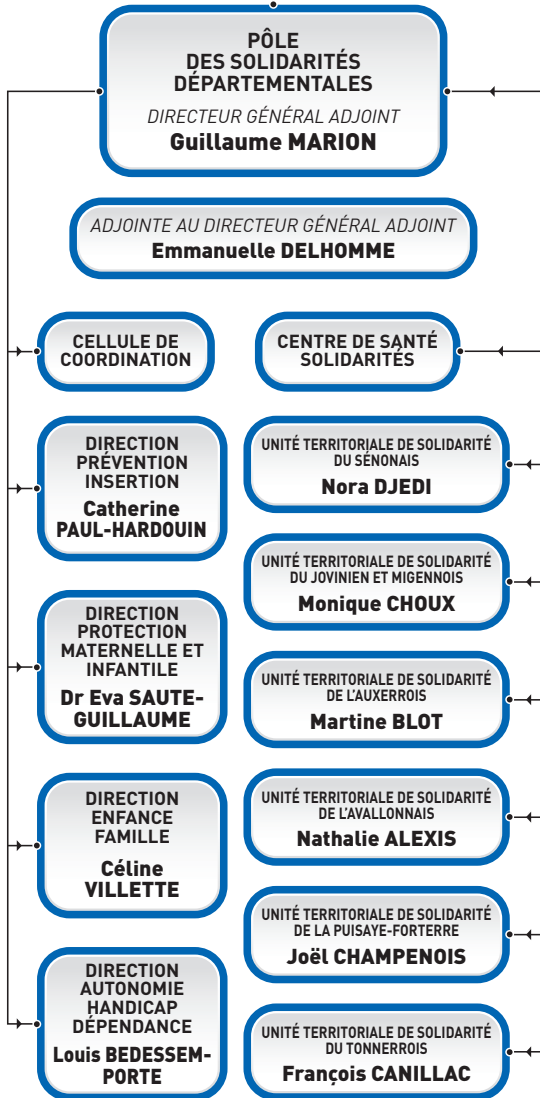 PÔLE
DES SOLIDARITÉS
DÉPARTEMENTALES
DIRECTEUR GÉNÉRAL ADJOINT
Guillaume MARION
ADJOINTE AU DIRECTEUR GÉNÉRAL ADJOINT
Emmanuelle DELHOMME
CELLULE DE
COORDINATION
CENTRE DE SANTÉ
SOLIDARITÉS
DIRECTION
PRÉVENTION
INSERTION
Catherine
PAUL-HARDOUIN
UNITÉ TERRITORIALE DE SOLIDARITÉ
DU SÉNONAIS
Nora DJEDI
UNITÉ TERRITORIALE DE SOLIDARITÉ
DU JOVINIEN ET MIGENNOIS
Monique CHOUX
DIRECTION
PROTECTION
MATERNELLE ET
INFANTILE
Dr Eva SAUTE-
GUILLAUME
UNITÉ TERRITORIALE DE SOLIDARITÉ
DE L'AUXERROIS
Martine BLOT
DIRECTION
ENFANCE
FAMILLE
Céline
VILLETTE
UNITÉ TERRITORIALE DE SOLIDARITÉ
DE L'AVALLONNAIS
Nathalie ALEXIS
UNITÉ TERRITORIALE DE SOLIDARITÉ
DE LA PUISAYE-FORTERRE
Joël CHAMPENOIS
DIRECTION
AUTONOMIE
HANDICAP
DÉPENDANCE
Louis BEDESSEM-
PORTE
UNITÉ TERRITORIALE DE SOLIDARITÉ
DU TONNERROIS
François CANILLAC